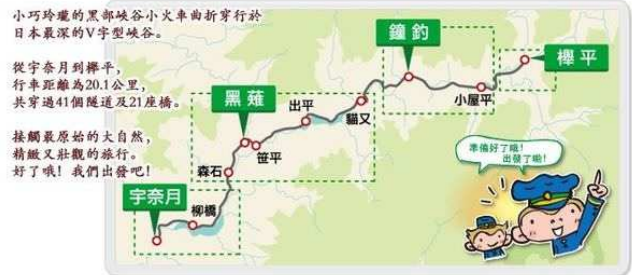 小巧玲瓏的黑部峽谷小火車曲折穿行於
日本最深的V字型峽谷。
從宇奈月到欅平，
行車距離為20.1公里，
共穿過41個隧道及21座橋。
接觸最原始的大自然，
精緻又壯觀的旅行。
好了哦！我們出發吧！
鐘釣
欅平
小屋平
黑薙
出平
貓又
笹平
森石
宇奈月
柳橋
準備好了哦！
出發了啲！